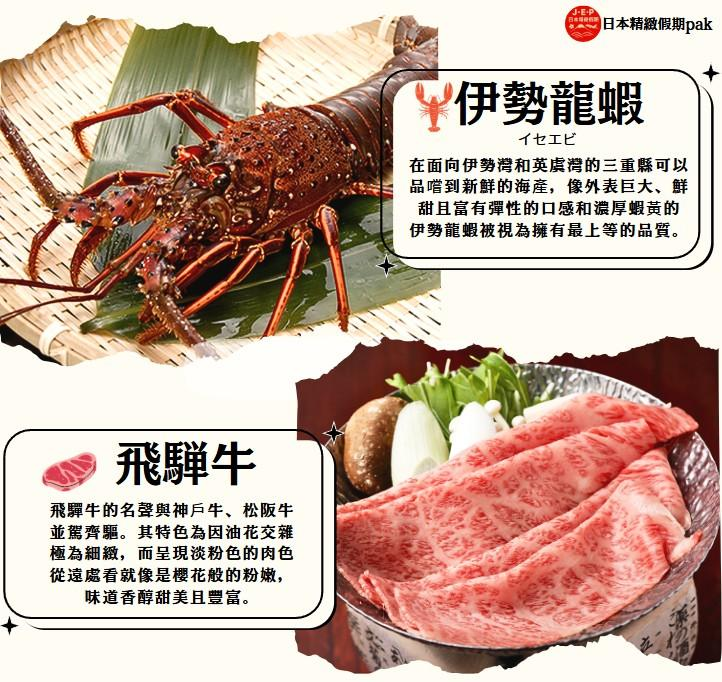 J-E-P
日本精緻假期
日本精緻假期pak
伊勢龍蝦
イセエビ
在面向伊勢灣和英虞灣的三重縣可以
品嚐到新鮮的海產，像外表巨大、鮮
甜且富有彈性的口感和濃厚蝦黃的
伊勢龍蝦被視為擁有最上等的品質。
飛驒牛
飛驒牛的名聲與神戶牛、松阪牛
並駕齊驅。其特色為因油花交雜
極為細緻，而呈現淡粉色的肉色
從遠處看就像是櫻花般的粉嫩，
味道香醇甜美且豐富。